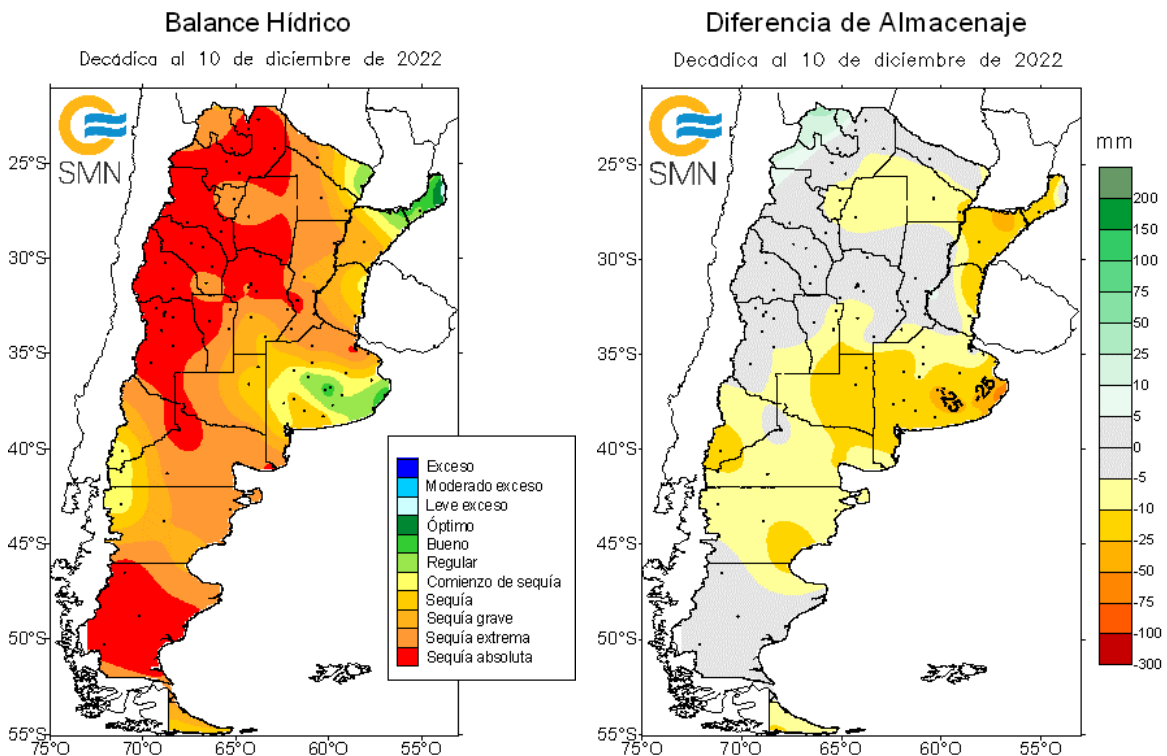 Balance Hídrico
Decádica al 10 de diciembre de 2022
SMN
25°S
30°S
35°S
40°S
45°S
50°S
55°S
75°O
70°O
65°O
60°O
55°O
Exceso
Moderado exceso
Leve exceso
Óptimo
Bueno
Regular
Comienzo de sequía
Sequía
Sequía grave
Sequía extrema
Sequía absoluta
Diferencia de Almacenaje
Decádica al 10 de diciembre de 2022
SMN
25°S
30°S
35°S
40°S
45°S
50°S
55°S
75°O
70°O
65°O
60°O
55°O
-25
-25
mm
200
150
100
75
50
10
5
0
-5
-10
-25
-50
-75
-100
-300